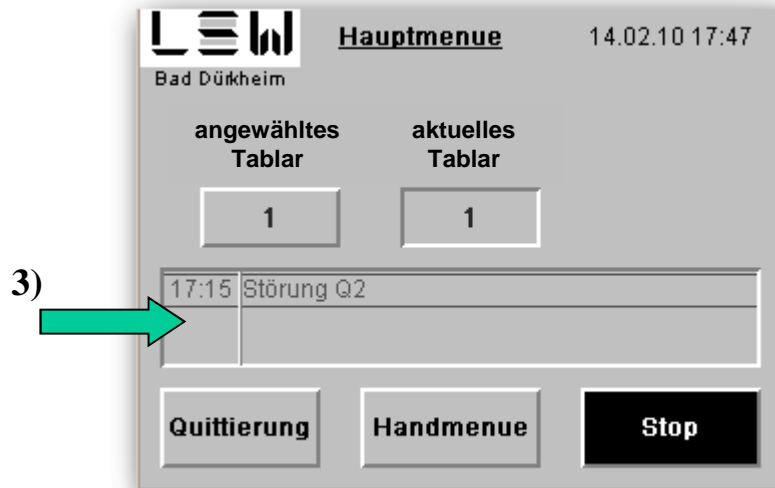 LSW Hauptmenue 14.02.10 17:47
Bad Dürkheim
angewähltes aktuelles
Tablar Tablar
1 1
3)
17:15 Störung Q2
Quittierung Handmenue Stop